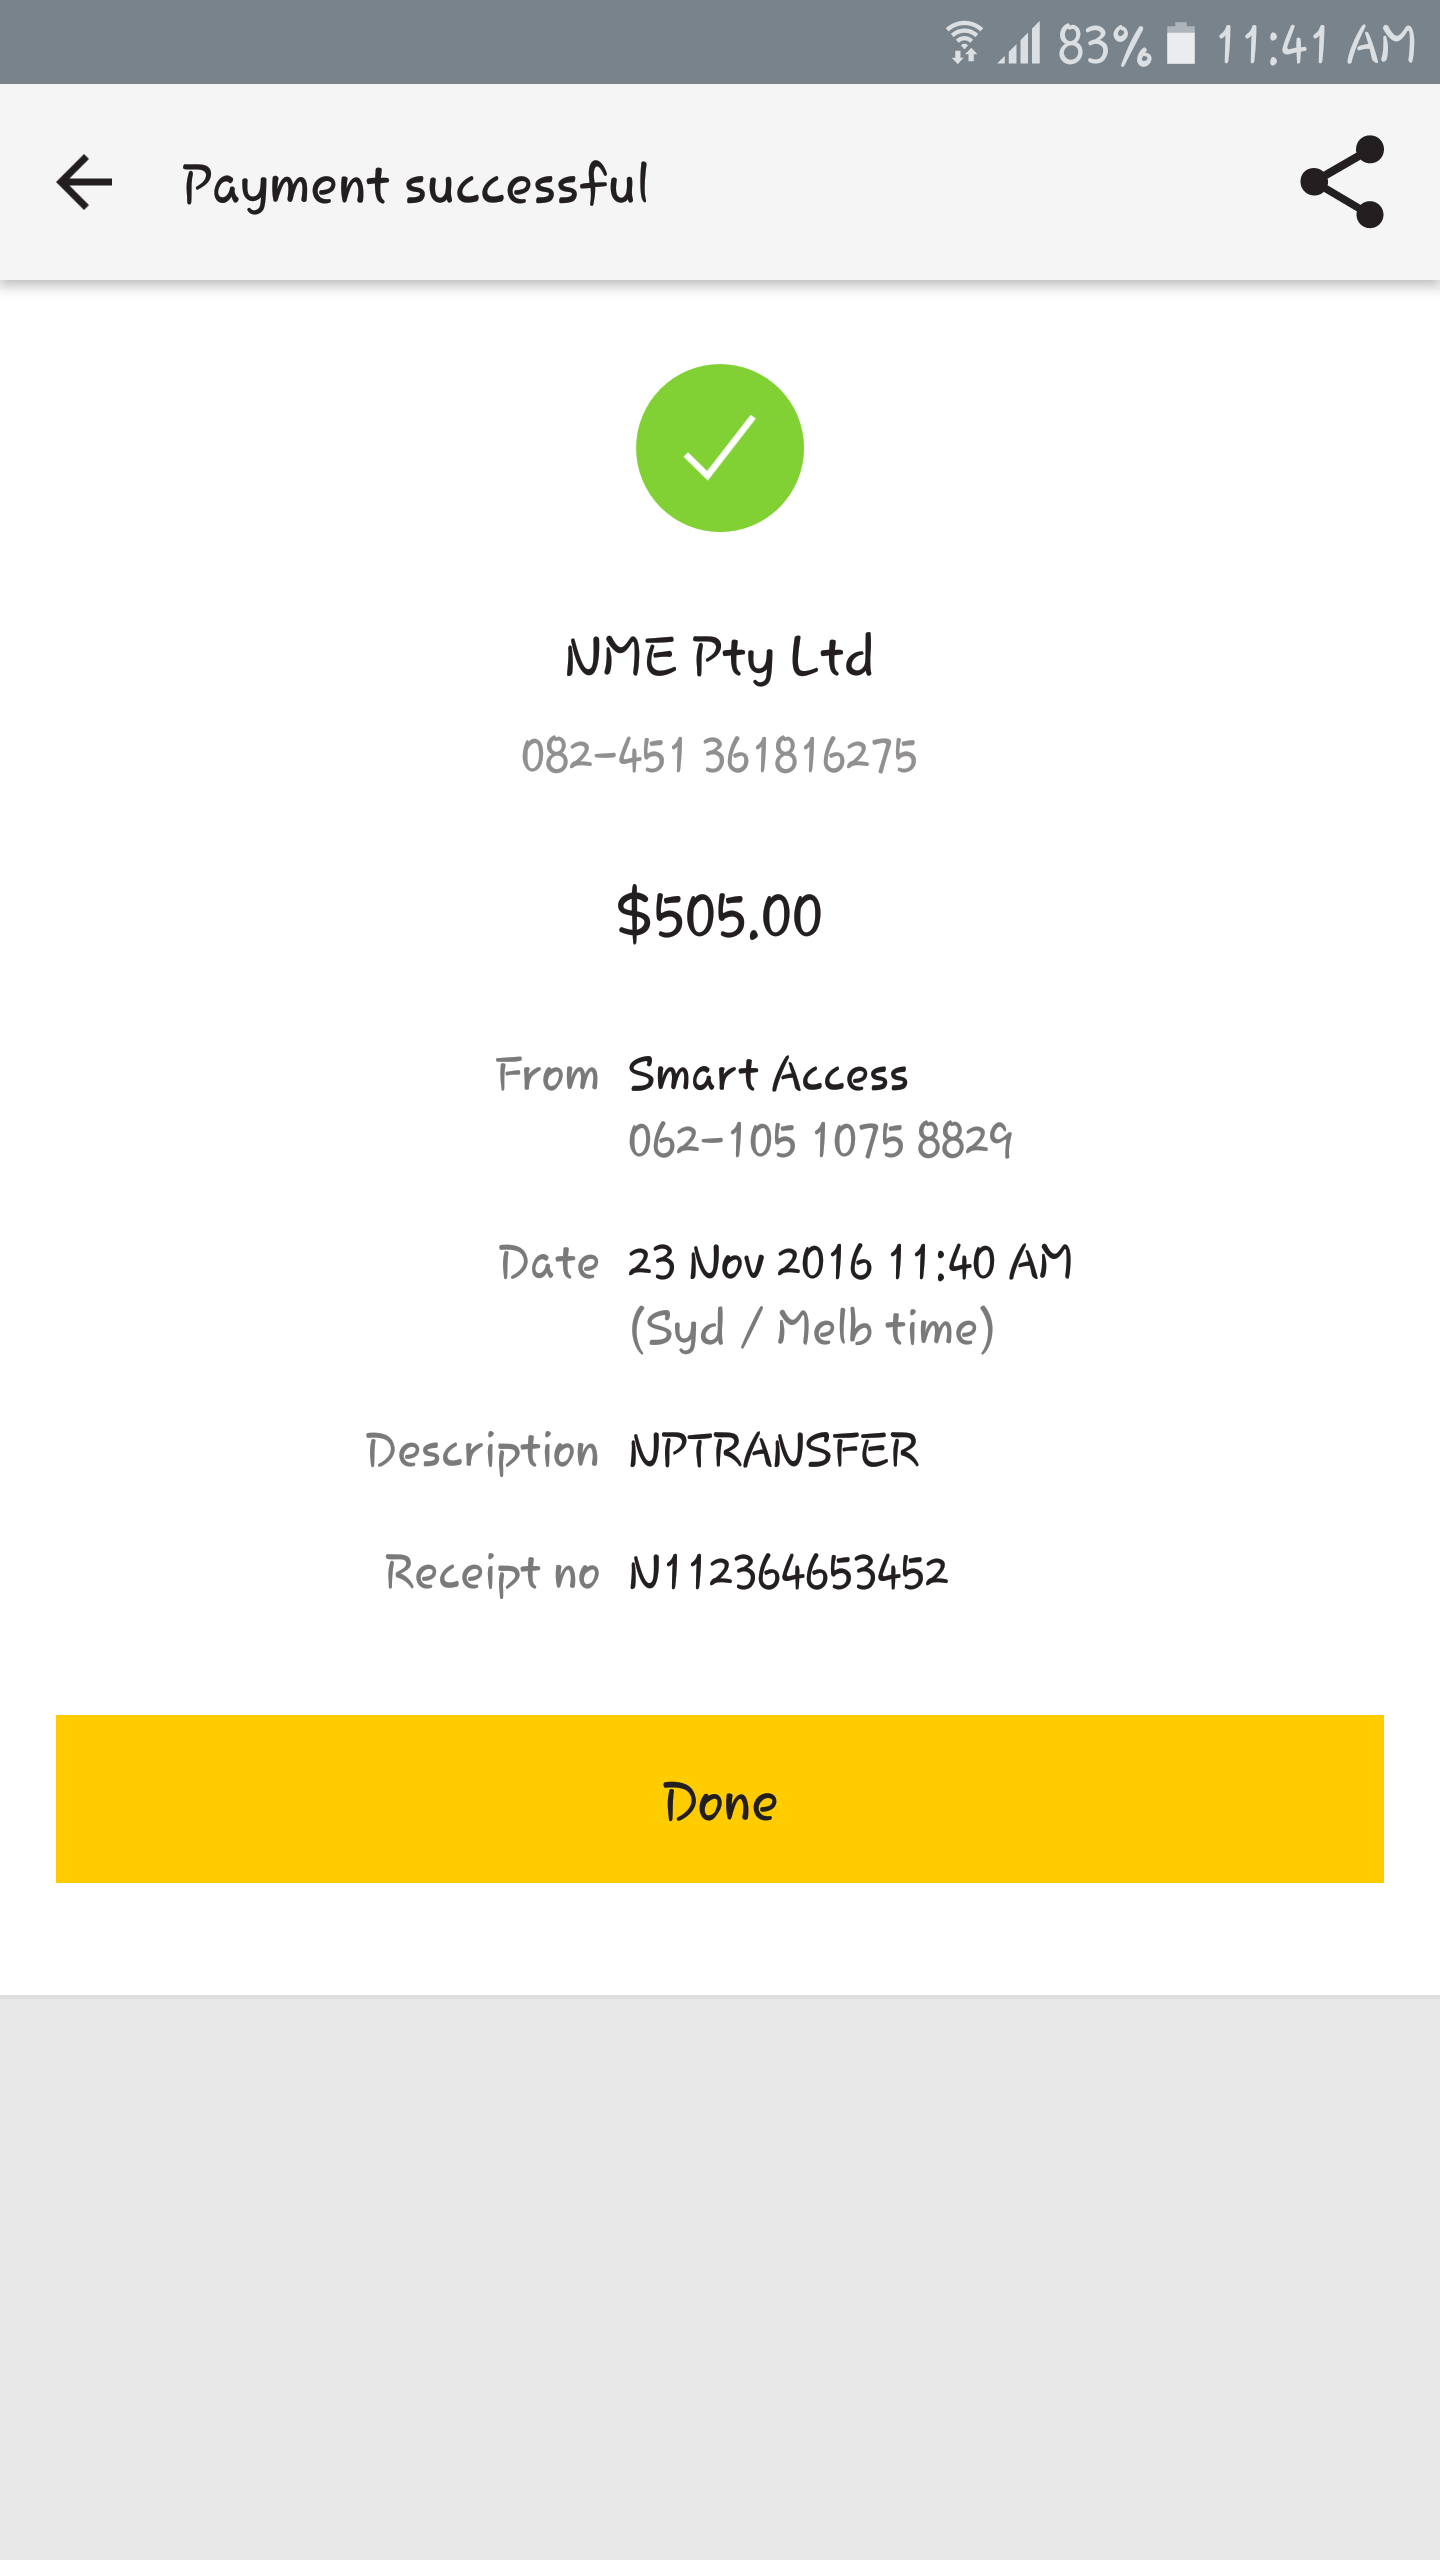 83% 11:41 AM
Payment successful
NME Pty Ltd
082-451 361816275
$505.00
From Smart Access
062-105 1075 8829
Date 23 Nov 2016 11:40 AM
(Syd / Melb time)
Description NPTRANSFER
Receipt no N112364653452
Done